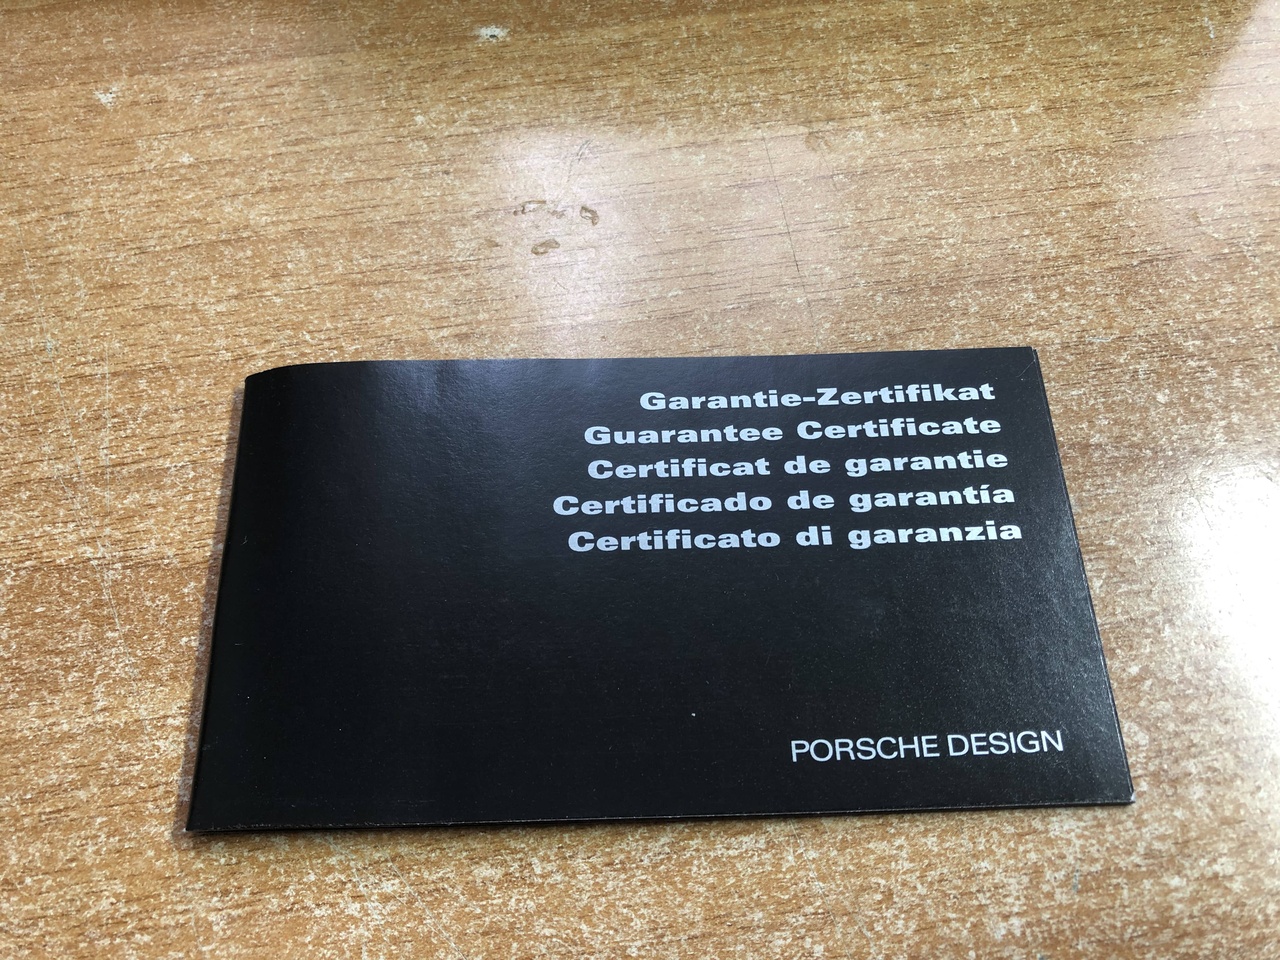 Garantie-Zertifikat
Guarantee Certificate
Certificat de garantie
Certificado de garantía
Certificato di garanzia
PORSCHE DESIGN